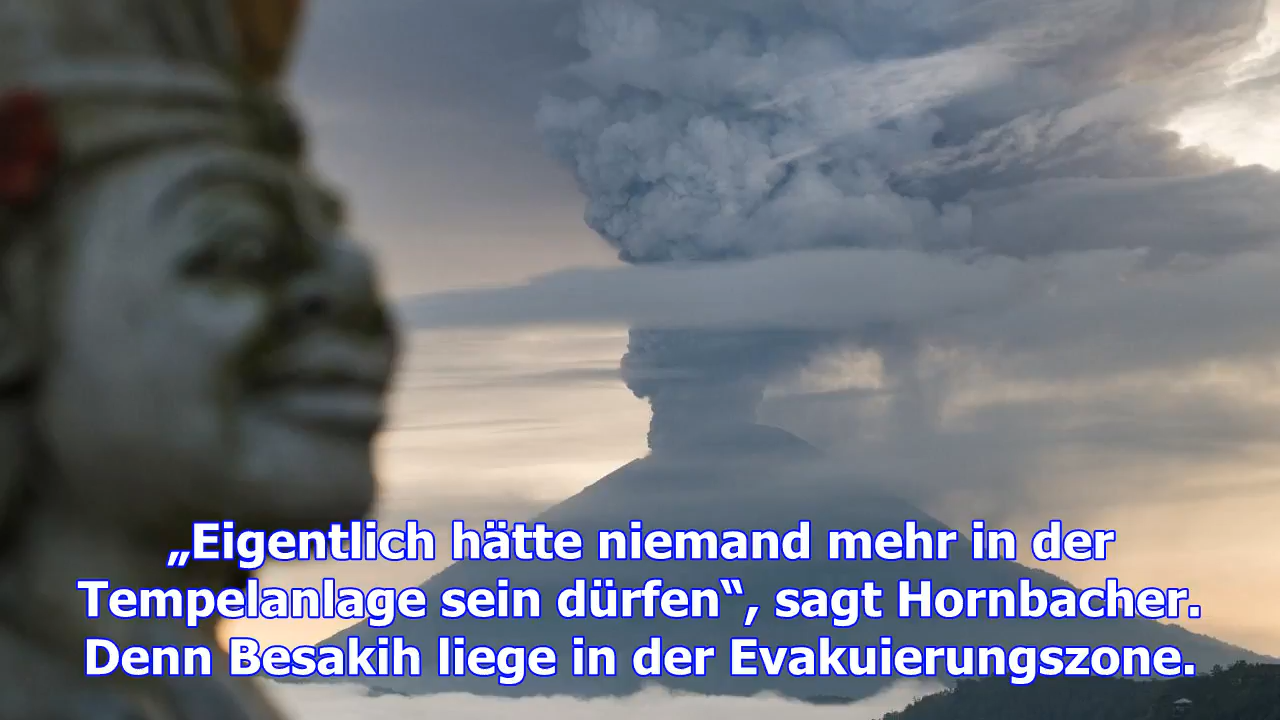 „Eigentlich hätte niemand mehr in der
Tempelanlage sein dürfen“, sagt Hornbacher.
Denn Besakih liege in der Evakuierungszone.